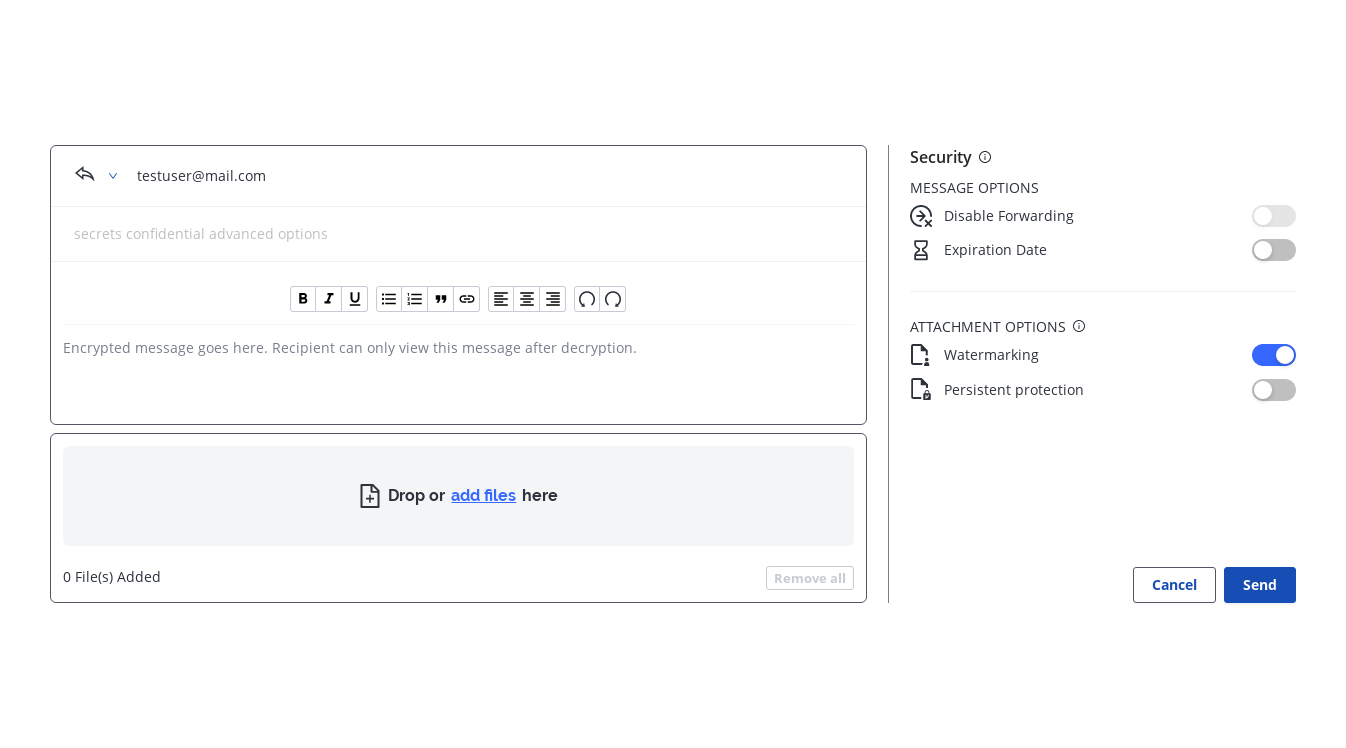 testuser@mail.com
secrets confidential advanced options
B I U
Encrypted message goes here. Recipient can only view this message after decryption.
Drop or add files here
0 File(s) Added
Remove all
Security
MESSAGE OPTIONS
Disable Forwarding
Expiration Date
ATTACHMENT OPTIONS
Watermarking
Persistent protection
Cancel
Send